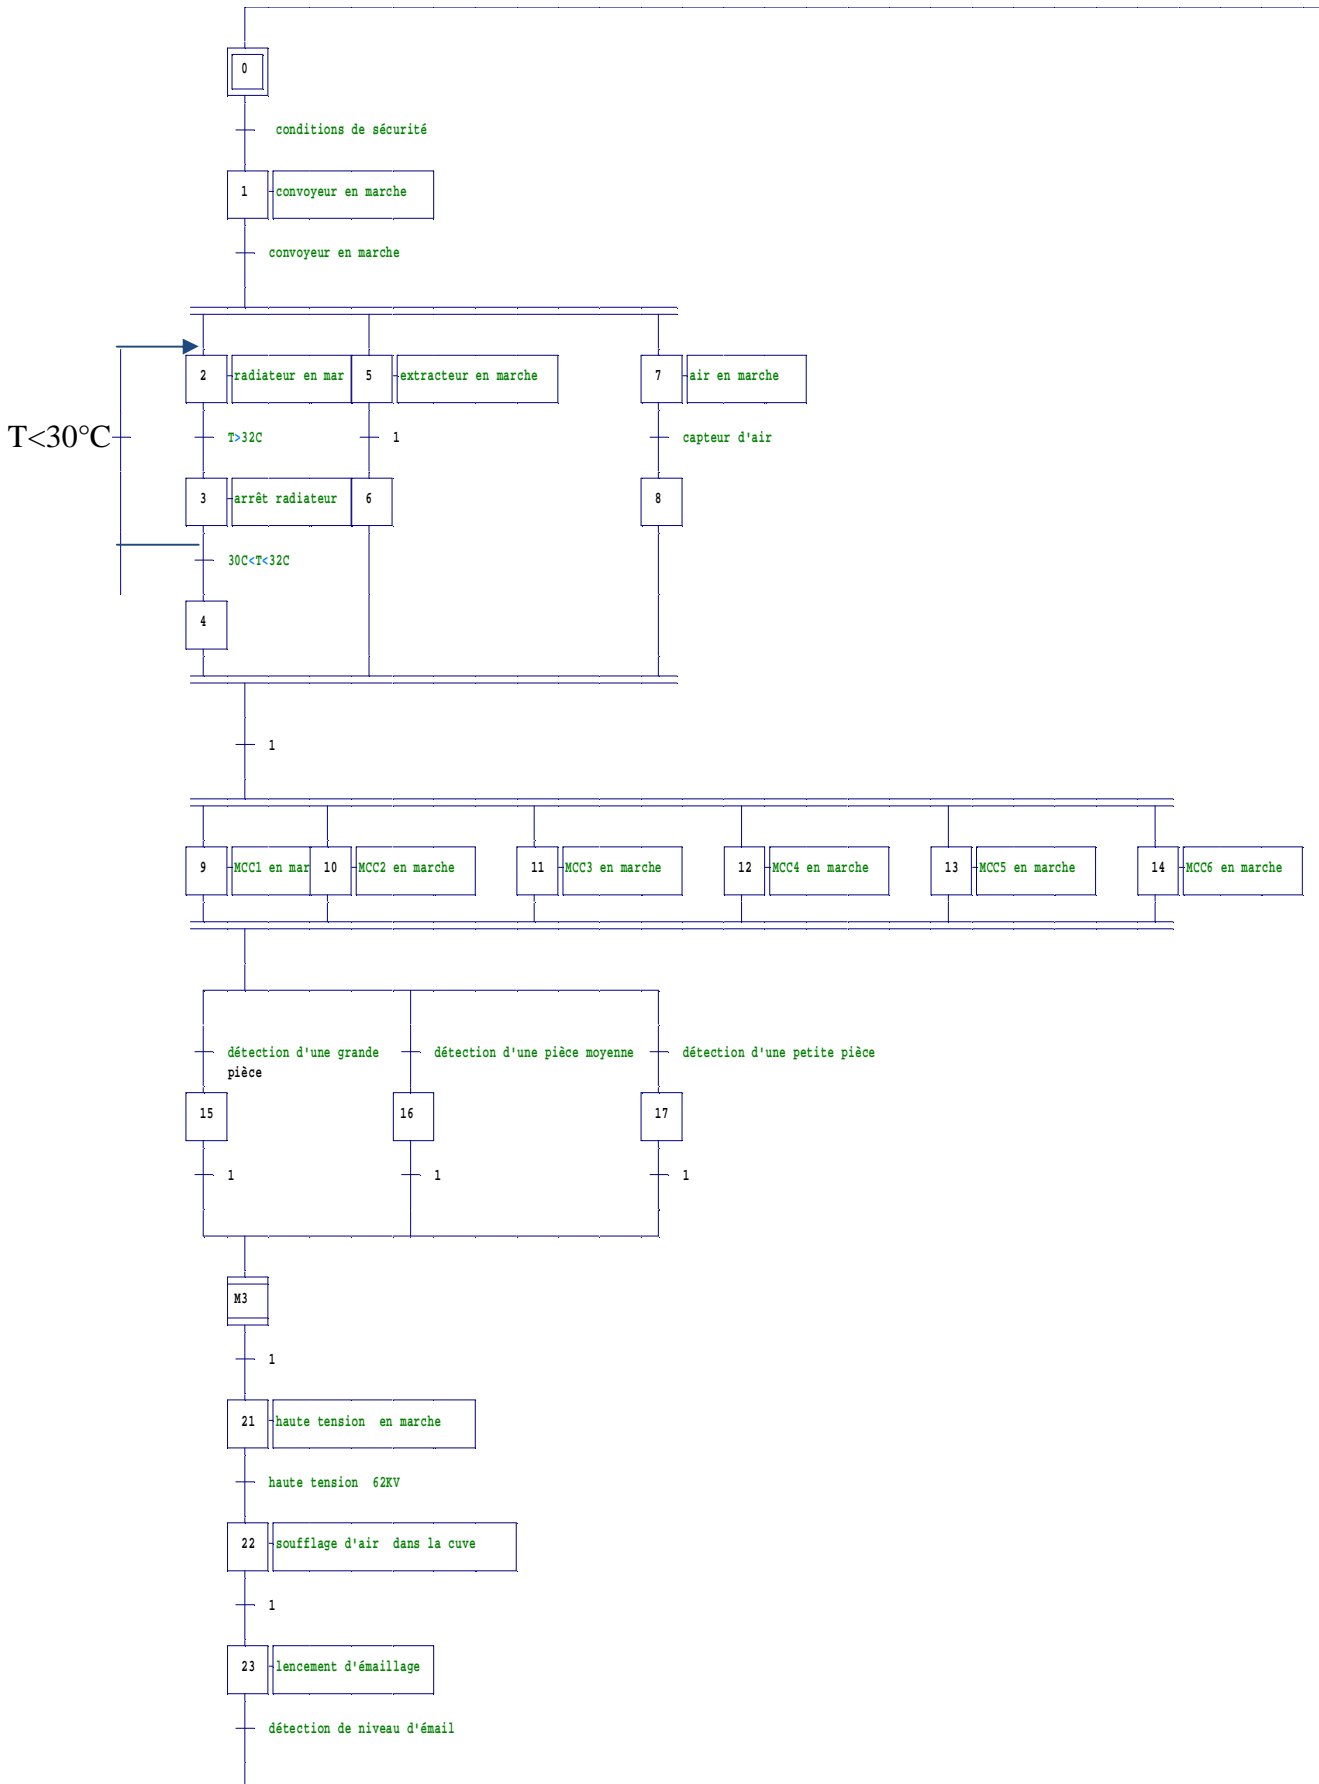 0
conditions de sécurité
1 convoyeur en marche
convoyeur en marche
2 radiateur en mar 5 extracteur en marche 7 air en marche
T<30°C T>32C 1 capteur d'air
3 arrêt radiateur 6 8
30C<T<32C
4
1
9 MCC1 en mar 10 MCC2 en marche 11 MCC3 en marche 12 MCC4 en marche 13 MCC5 en marche 14 MCC6 en marche
détection d'une grande détection d'une pièce moyenne détection d'une petite pièce
pièce
15 16 17
1 1 1
M3
1
21 haute tension en marche
haute tension 62KV
22 soufflage d'air dans la cuve
1
23 lencement d'émaillage
détection de niveau d'émail